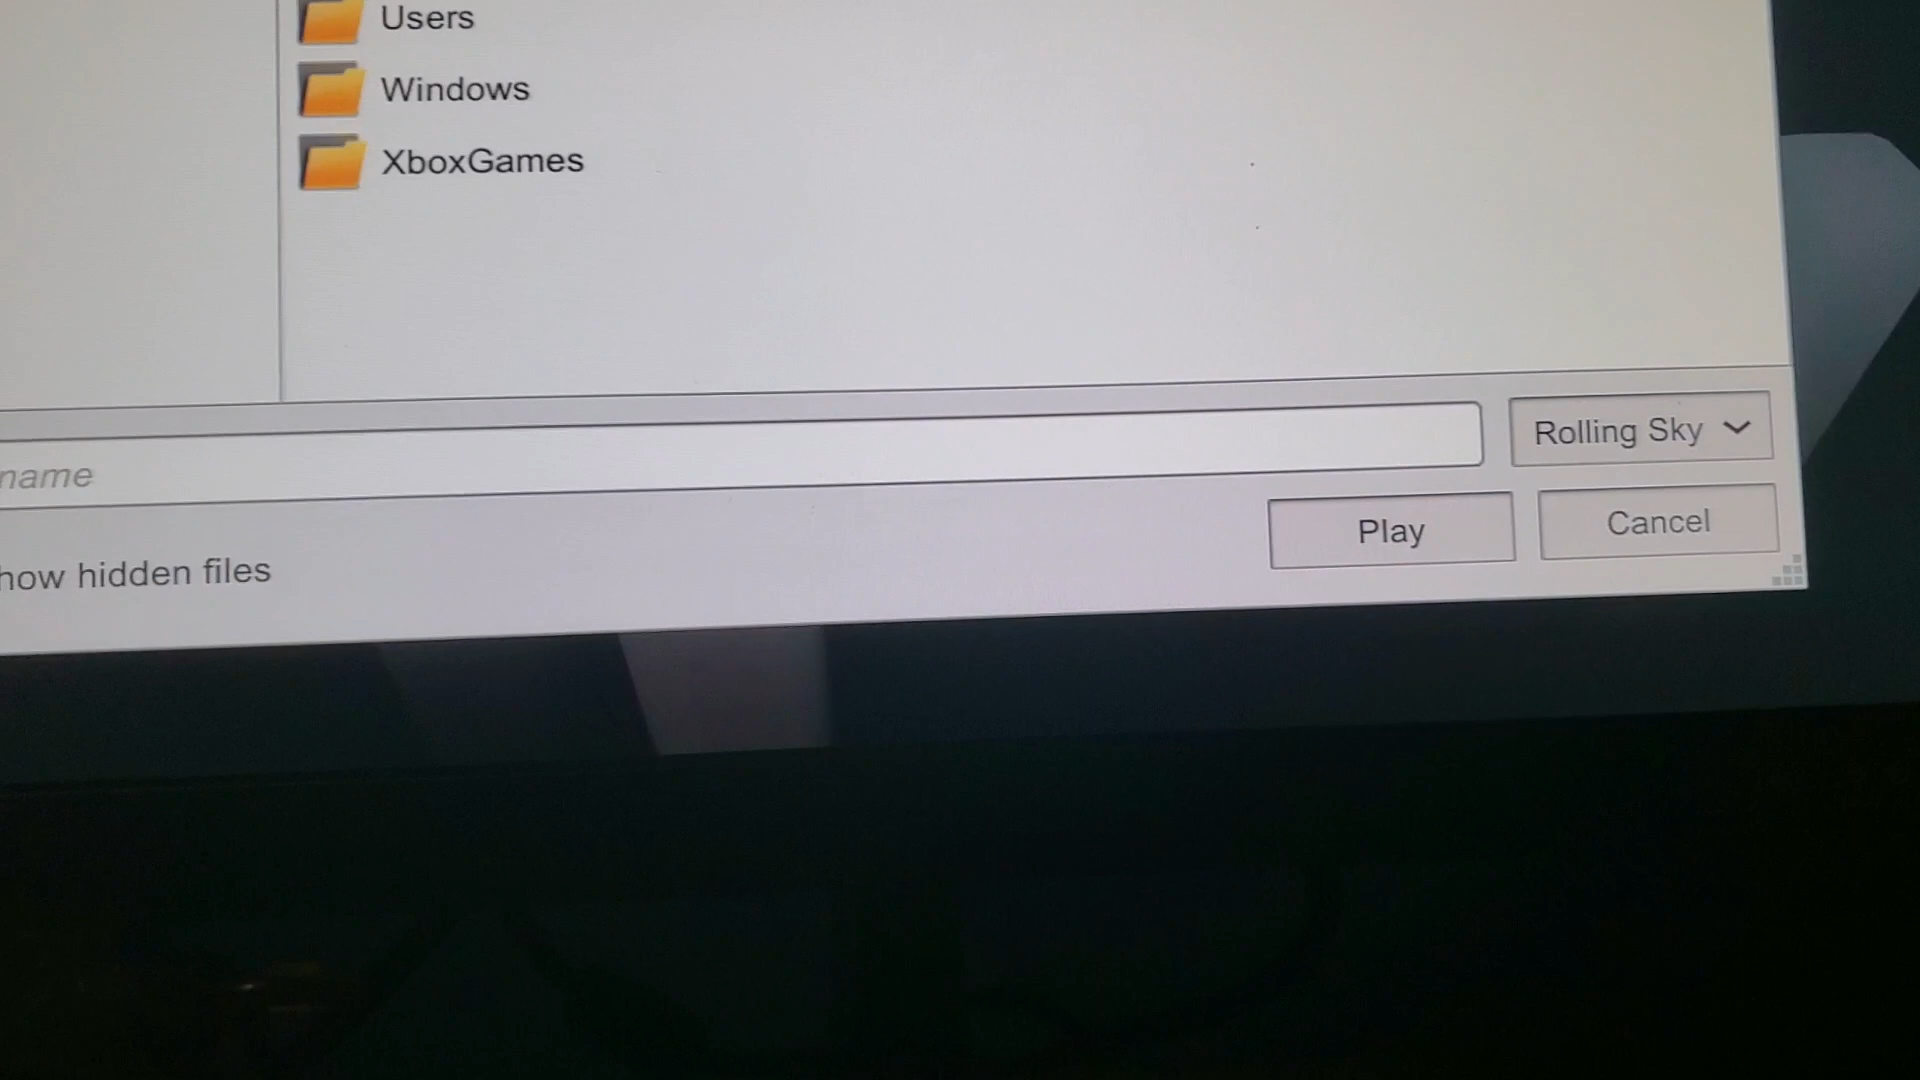 Users
Windows
XboxGames
name
Rolling Sky
how hidden files
Play
Cancel